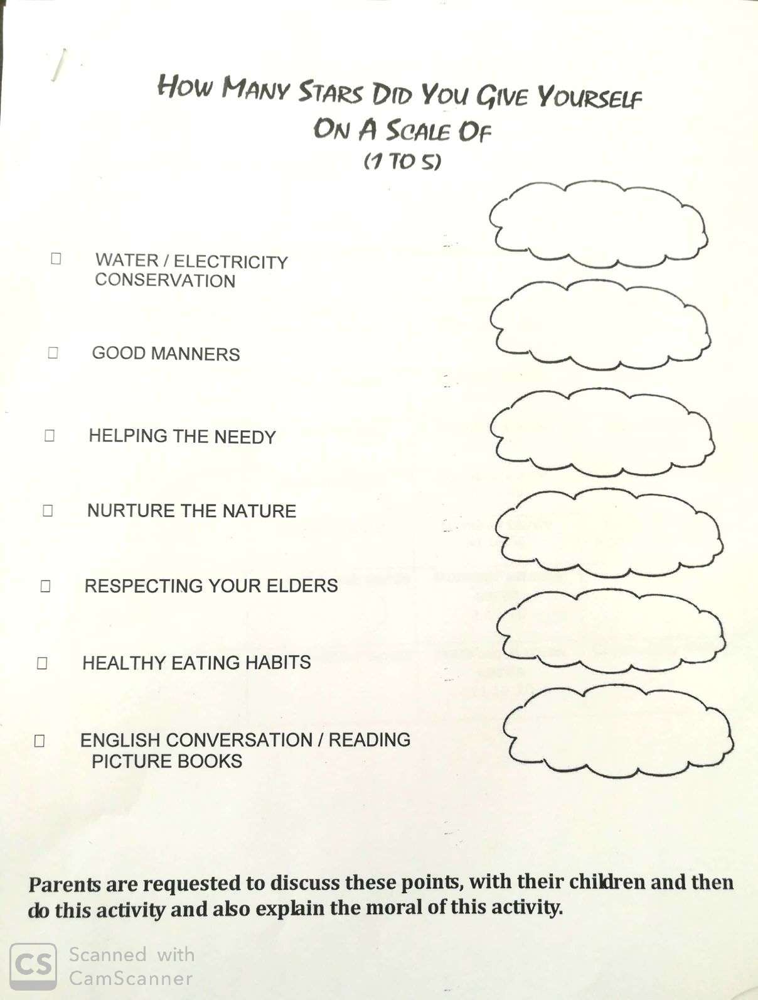 HOW MANY STARS DID YOU GIVE YOURSELF
ON A SCALE OF
(1 TO 5)
WATER / ELECTRICITY
CONSERVATION
GOOD MANNERS
HELPING THE NEEDY
NURTURE THE NATURE
RESPECTING YOUR ELDERS
HEALTHY EATING HABITS
ENGLISH CONVERSATION / READING
PICTURE BOOKS
Parents are requested to discuss these points, with their children and then
do this activity and also explain the moral of this activity.
CS Scanned with
CamScanner